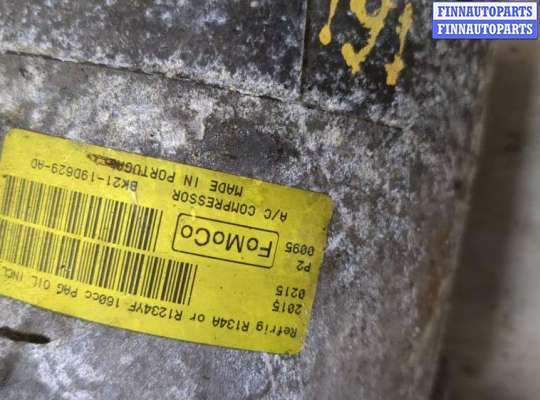 FINNAUTOPARTS
FINNAUTOPARTS
BK21-19D629-AD
A/C COMPRESSOR
MADE IN PORTUGAL
FoMoCo
P2
0095
2015
0215
Refrig R134A or R1234YF 160cc PAG OIL INCL